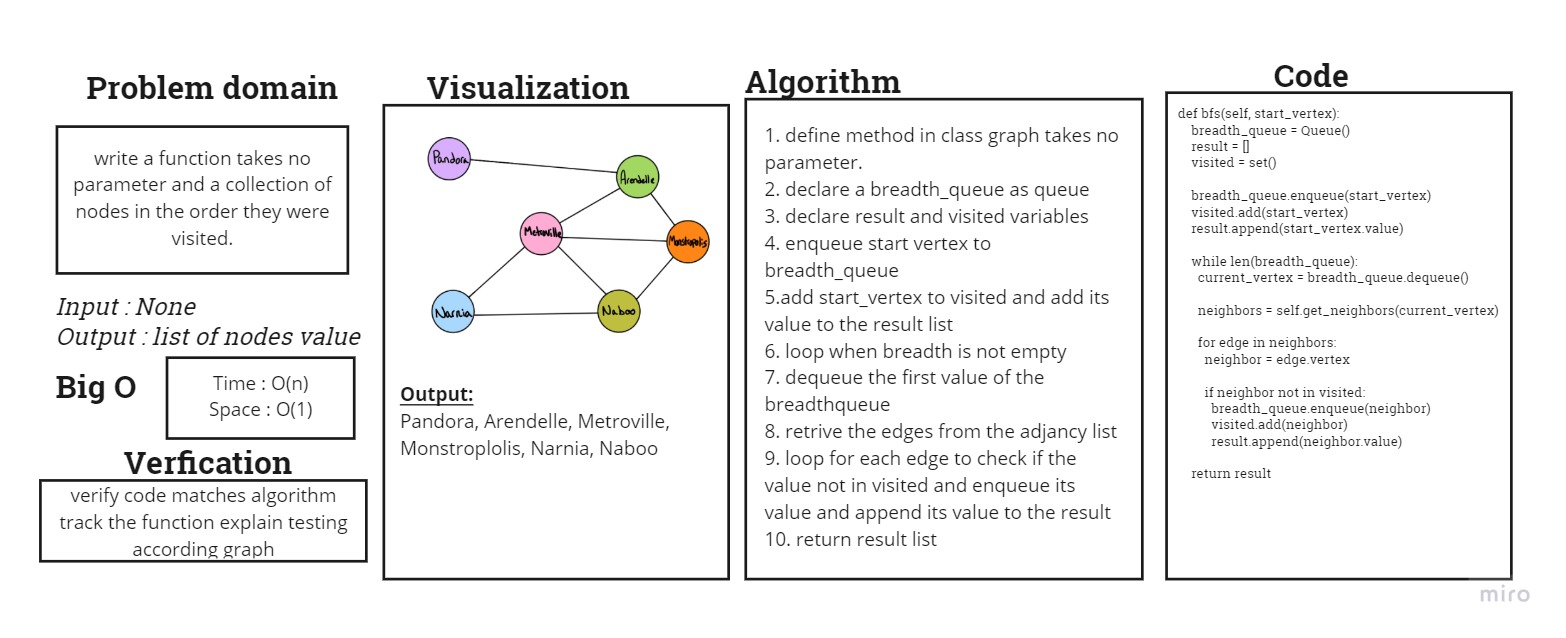 Problem domain
write a function takes no
parameter and a collection of
nodes in the order they were
visited.
Input : None
Output : list of nodes value
Big O
Time : O(n)
Space : O(1)
Verfication
verify code matches algorithm
track the function explain testing
according graph
Visualization
Pandora
Arendelle
Metroville
Monstropolis
Narnia
Naboo
Output:
Pandora, Arendelle, Metroville,
Monstroplolis, Narnia, Naboo
Algorithm
1. define method in class graph takes no
parameter.
2. declare a breadth_queue as queue
3. declare result and visited variables
4. enqueue start vertex to
breadth_queue
5.add start_vertex to visited and add its
value to the result list
6. loop when breadth is not empty
7. dequeue the first value of the
breadthqueue
8. retrive the edges from the adjancy list
9. loop for each edge to check if the
value not in visited and enqueue its
value and append its value to the result
10. return result list
Code
def bfs(self, start_vertex):
breadth_queue = Queue()
result = []
visited = set()
breadth_queue.enqueue(start_vertex)
visited.add(start_vertex)
result.append(start_vertex.value)
while len(breadth_queue):
current_vertex = breadth_queue.dequeue()
neighbors = self.get_neighbors(current_vertex)
for edge in neighbors:
neighbor = edge.vertex
if neighbor not in visited:
breadth_queue.enqueue(neighbor)
visited.add(neighbor)
result.append(neighbor.value)
return result
miro